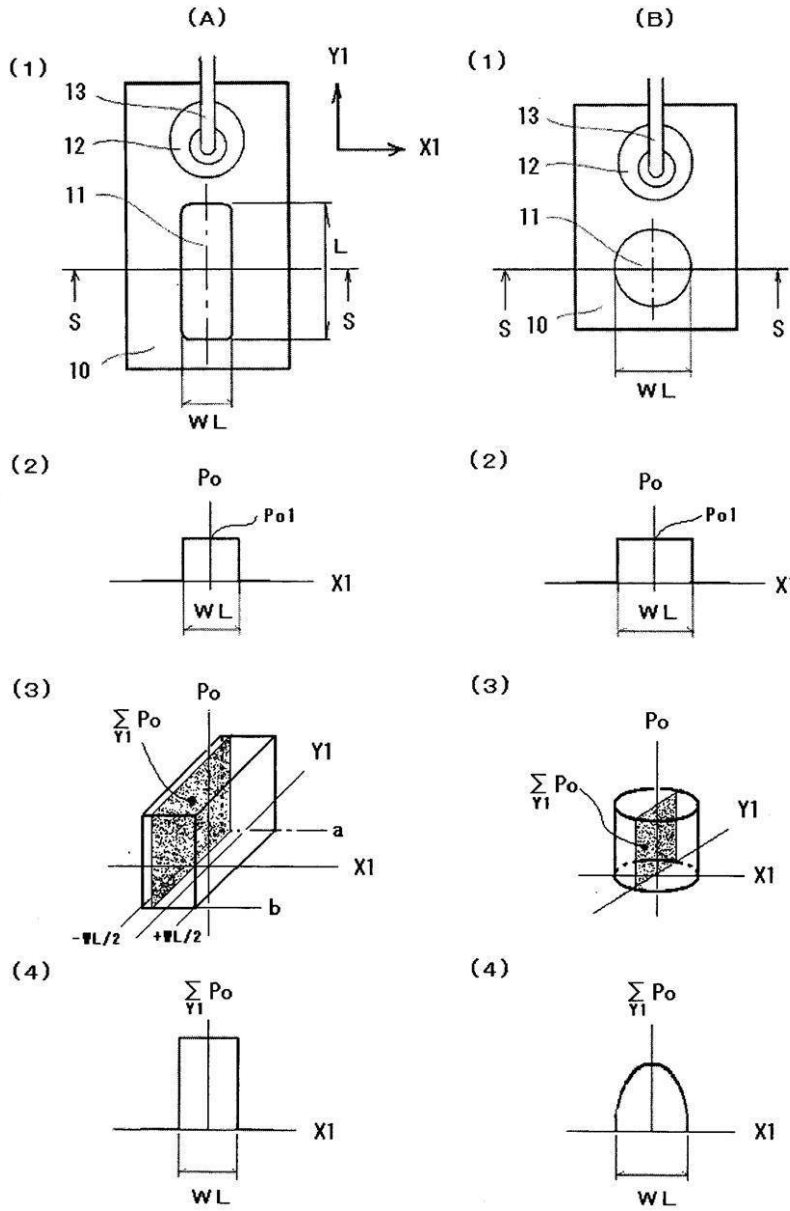 (A)
(B)
(1)
13
12
11
10
S
S
L
WL
Y1
X1
(1)
13
12
11
10
S
S
WL
(2)
Po
Po1
X1
WL
(2)
Po
Po1
X1
WL
(3)
Po
∑ Po
Y1
Y1
a
X1
b
-WL/2
+WL/2
(3)
Po
∑ Po
Y1
Y1
X1
(4)
∑ Po
Y1
X1
WL
(4)
∑ Po
Y1
X1
WL